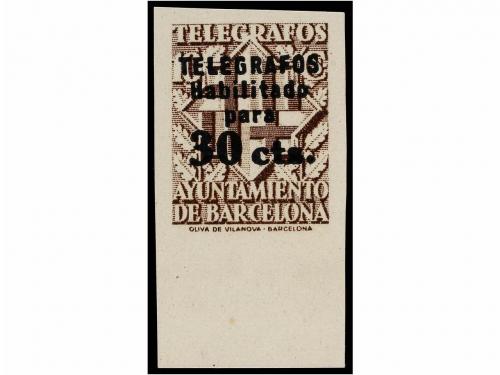 TELEGRAFOS
TELEGRAFOS
Habilitado
para
30 cts.
AYUNTAMIENTO
DE BARCELONA
OLIVA DE VILANOVA - BARCELONA